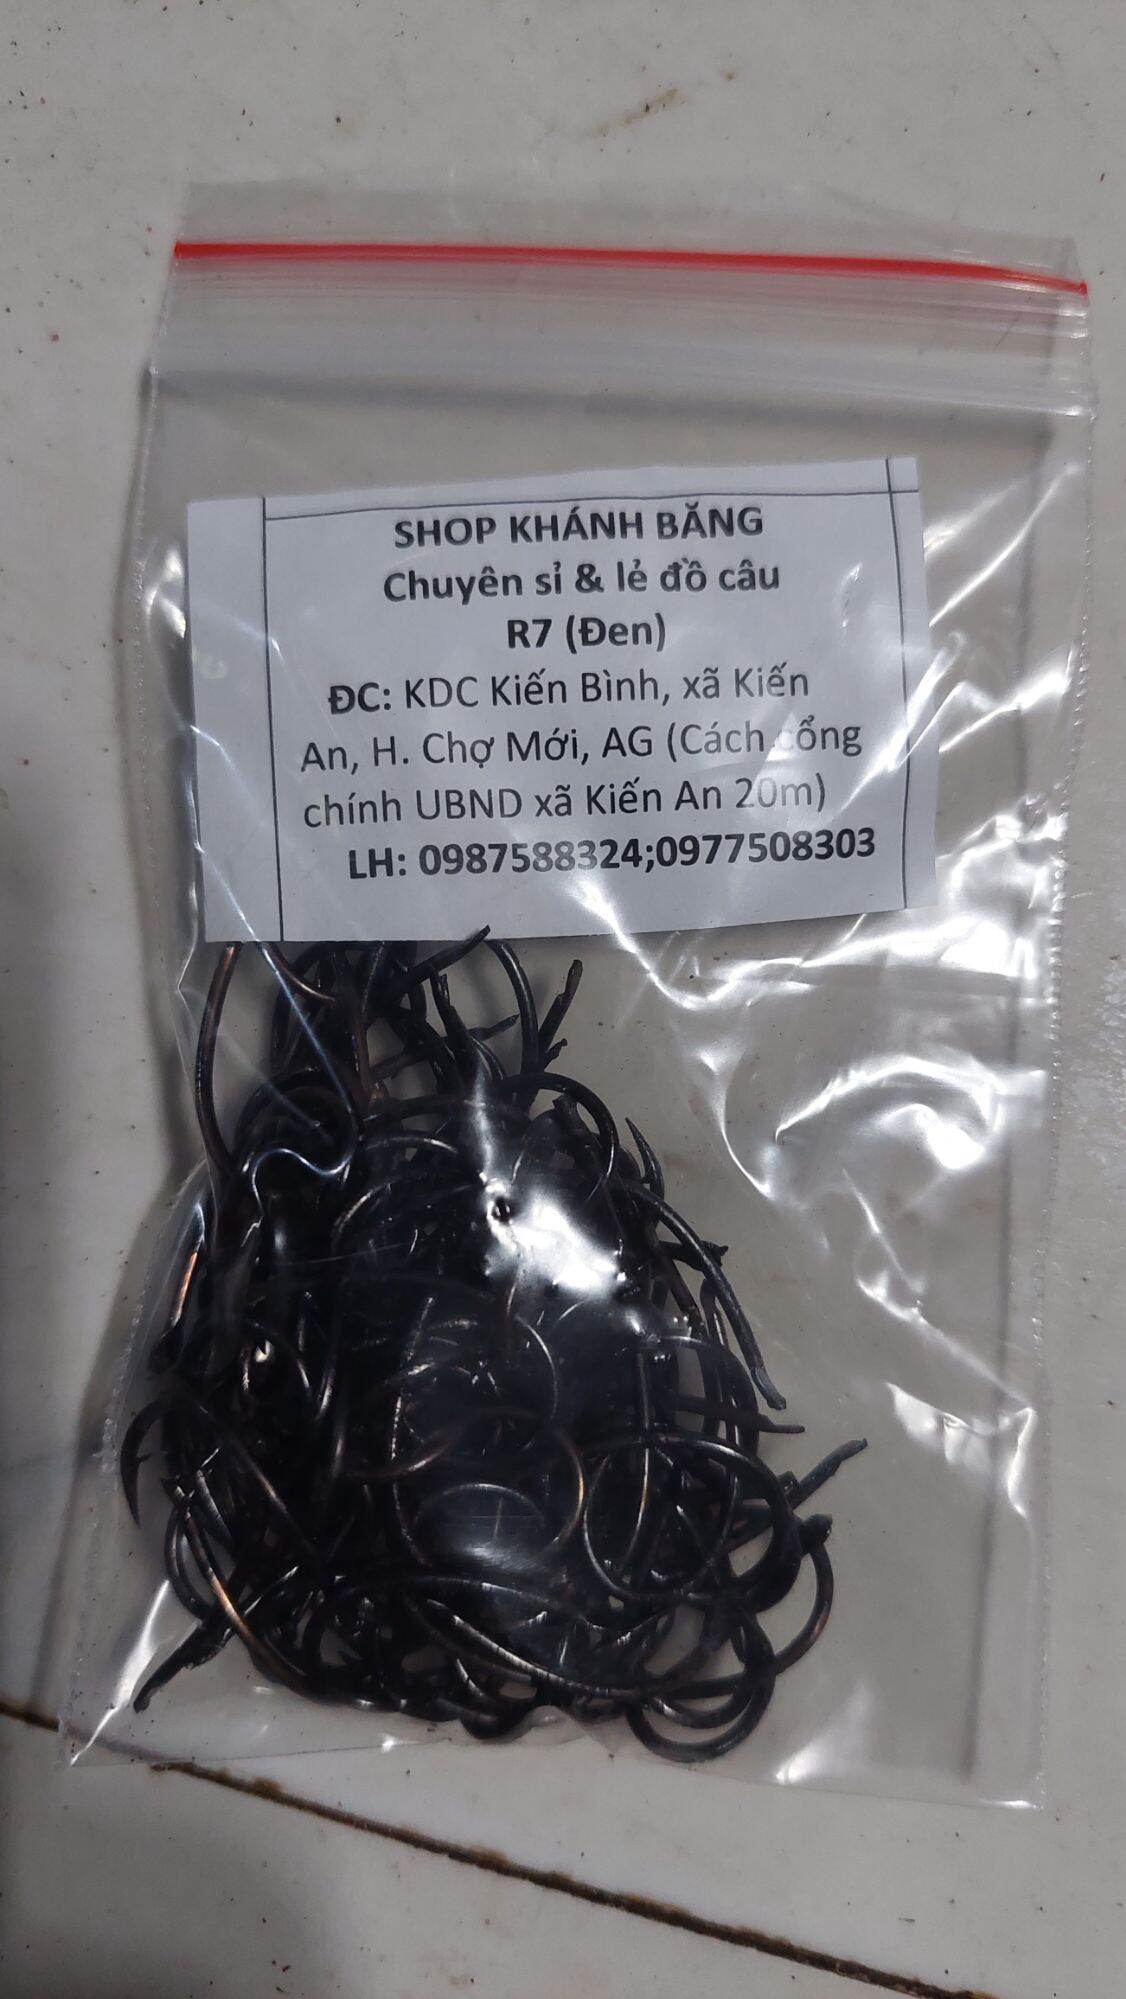 SHOP KHÁNH BĂNG
Chuyên sỉ & lẻ đồ câu
R7 (Đen)
ĐC: KDC Kiến Bình, xã Kiến
An, H. Chợ Mới, AG (Cách cổng
chính UBND xã Kiến An 20m)
LH: 0987588324;0977508303